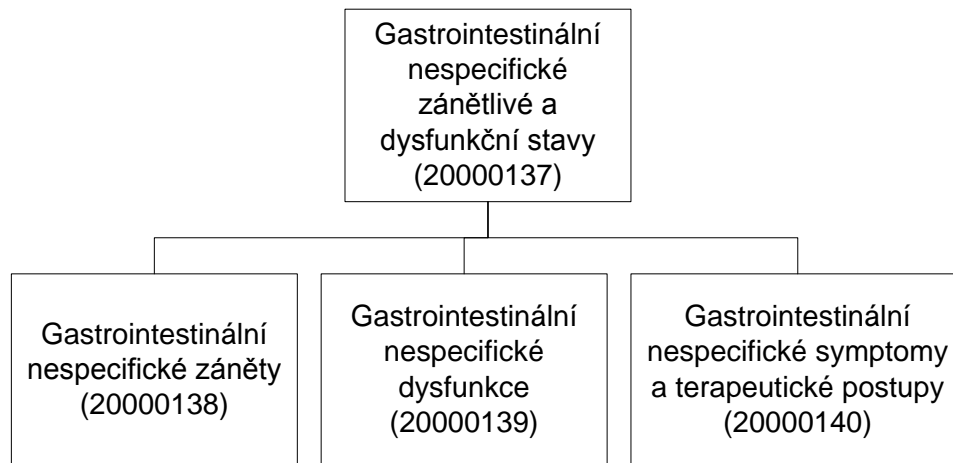 Gastrointestinální
nespecifické
zánětlivé a
dysfunkční stavy
(20000137)
Gastrointestinální
nespecifické záněty
(20000138)
Gastrointestinální
nespecifické
dysfunkce
(20000139)
Gastrointestinální
nespecifické symptomy
a terapeutické postupy
(20000140)